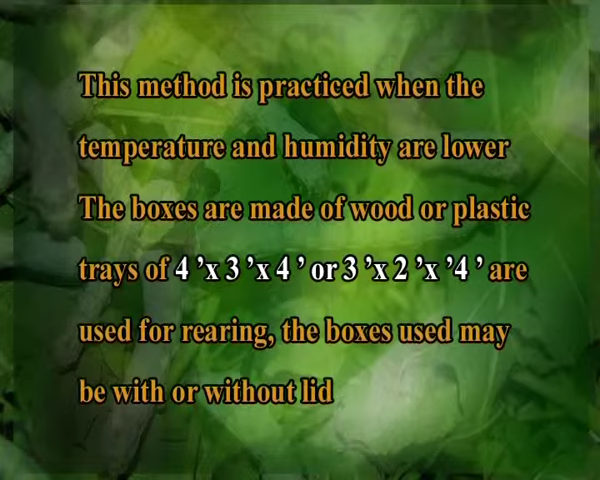 This method is practiced when the
temperature and humidity are lower
The boxes are made of wood or plastic
trays of 4 ’x 3 ’x 4 ’ or 3 ’x 2 ’x ’4 ’ are
used for rearing, the boxes used may
be with or without lid